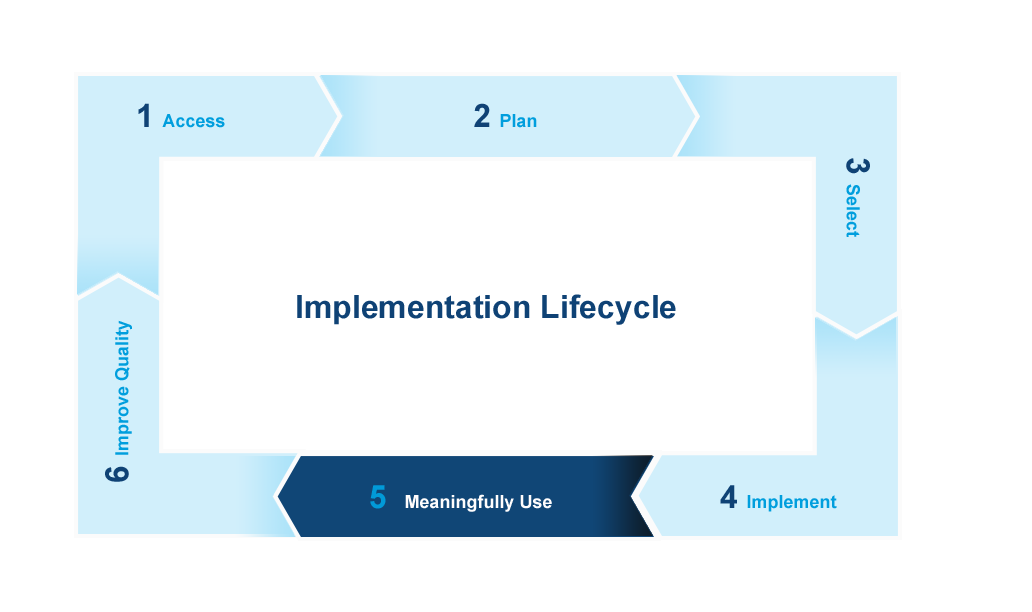 1 Access
2 Plan
3 Select
Implementation Lifecycle
4 Implement
5 Meaningfully Use
6 Improve Quality